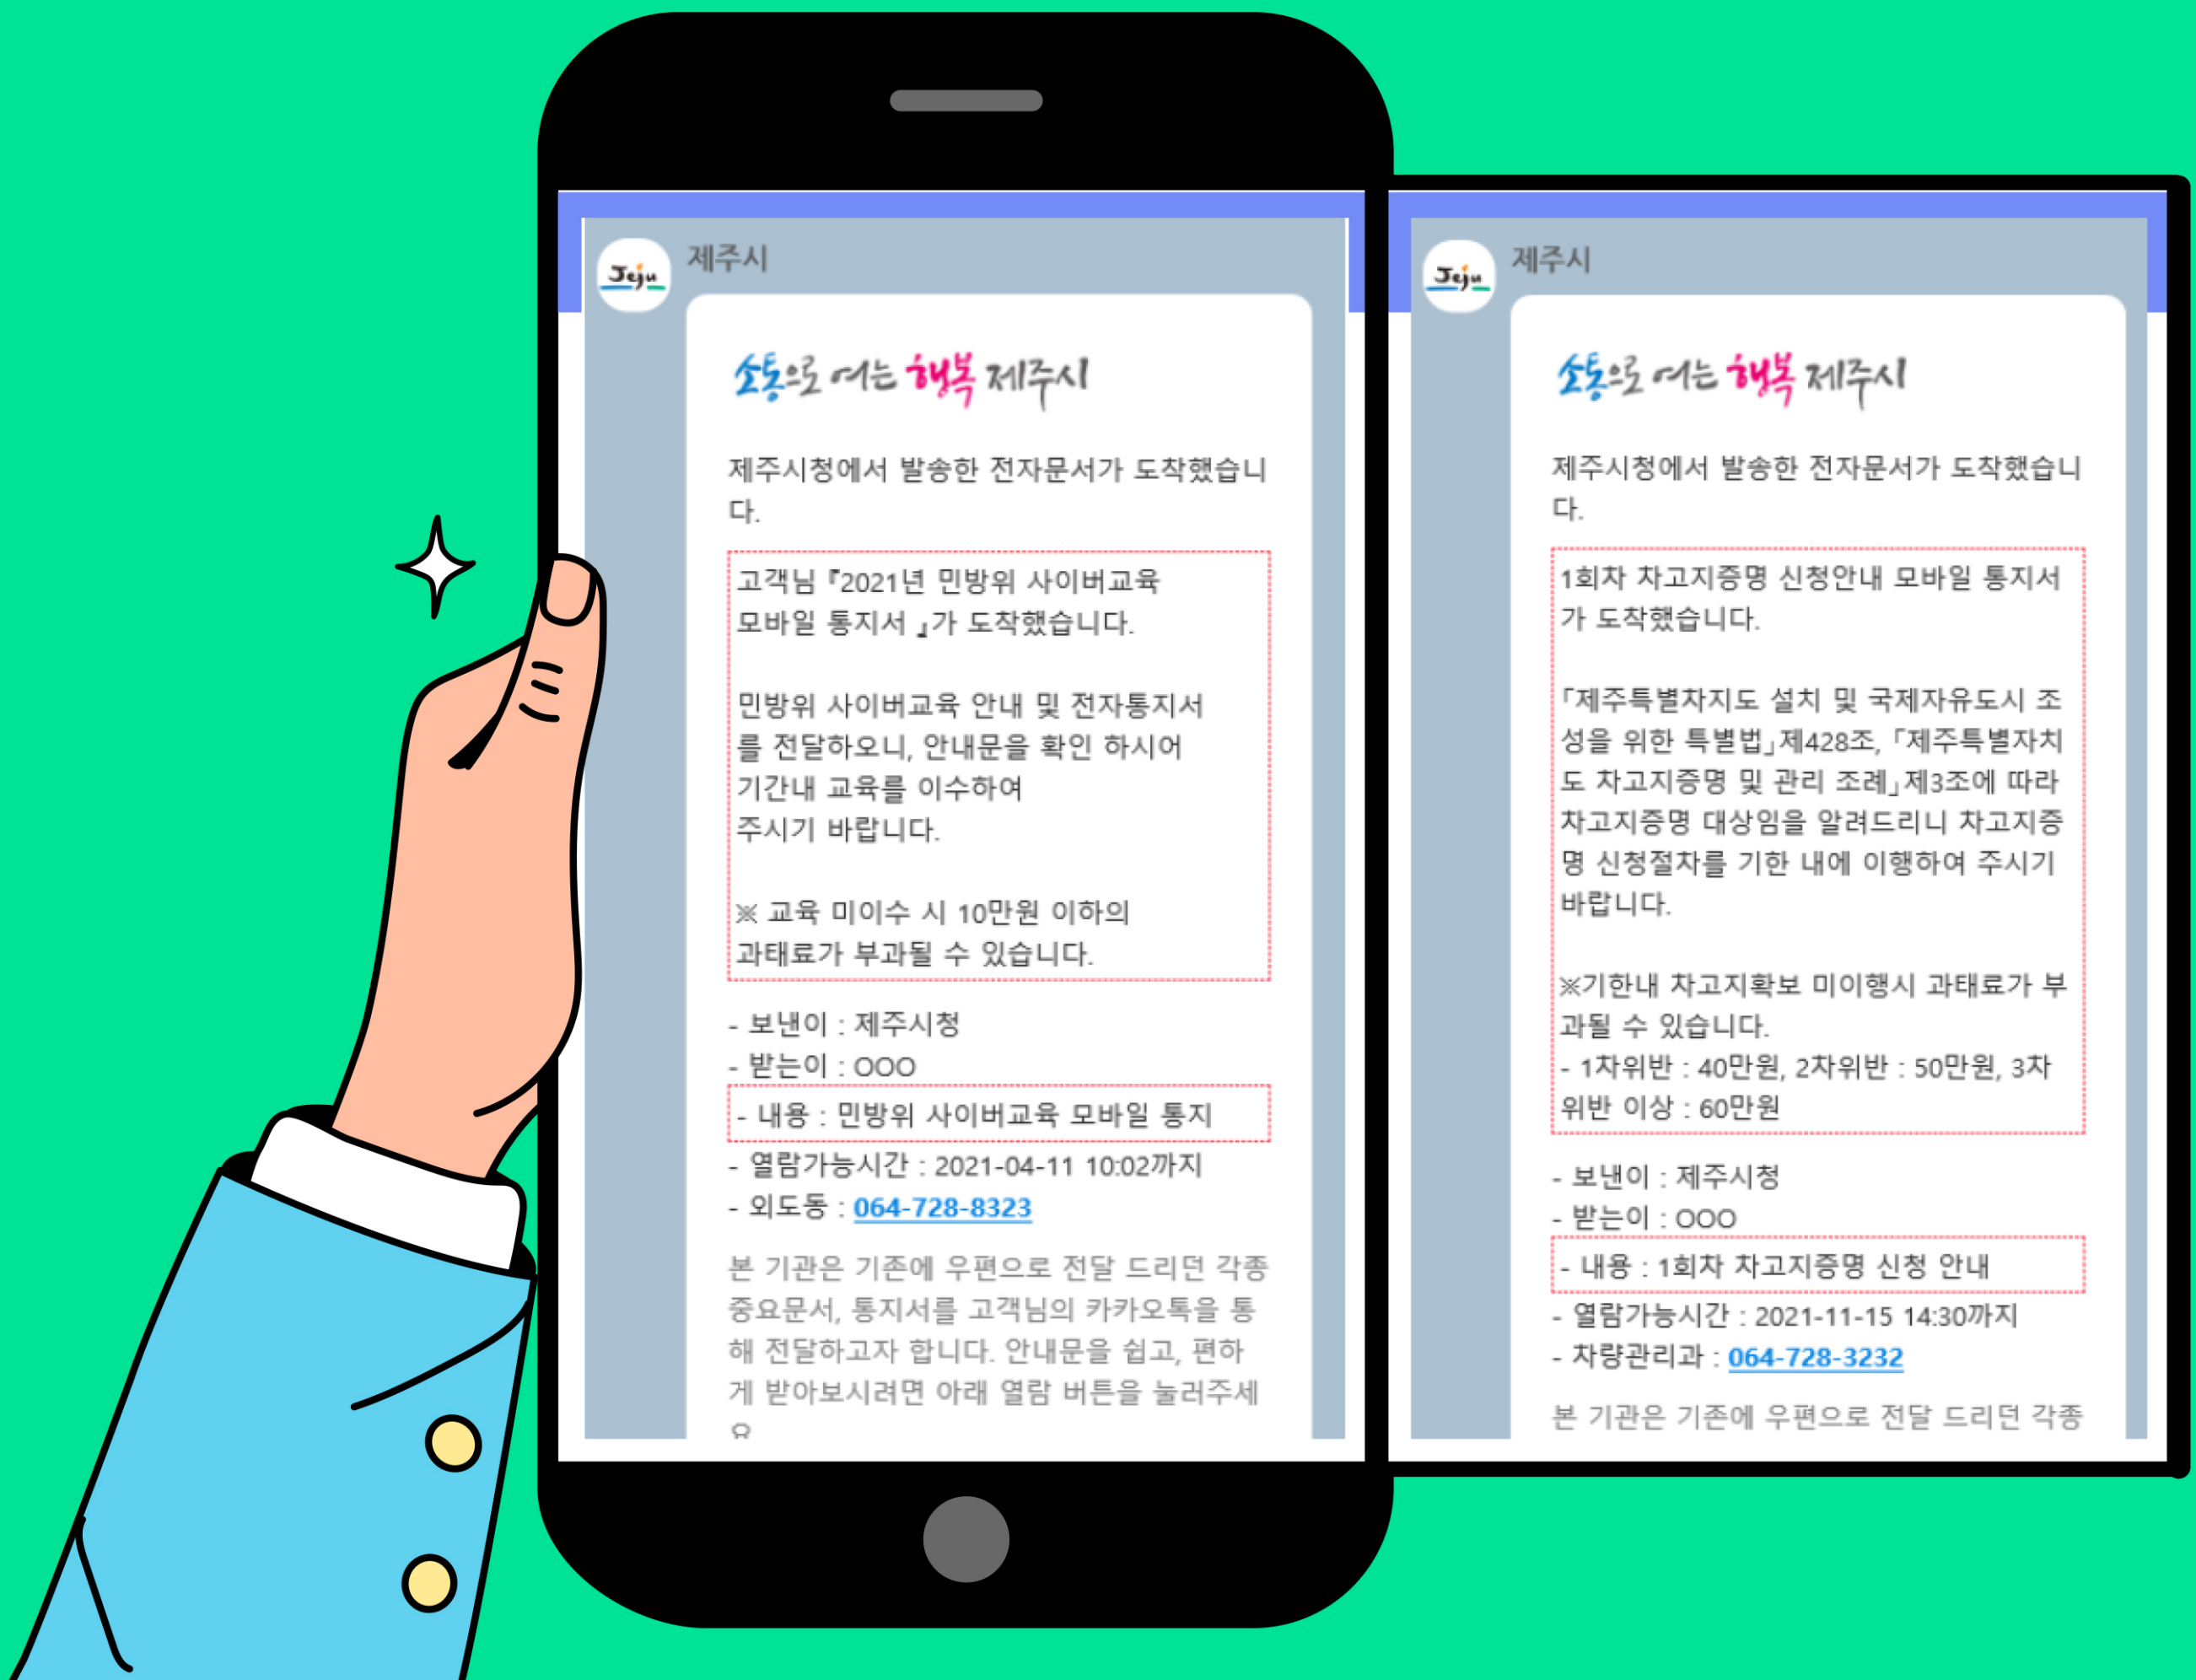 Jeju
제주시
소통으로 여는 행복 제주시
제주시청에서 발송한 전자문서가 도착했습니
다.
고객님 『2021년 민방위 사이버교육
모바일 통지서 』가 도착했습니다.
민방위 사이버교육 안내 및 전자통지서
를 전달하오니, 안내문을 확인 하시어
기간내 교육를 이수하여
주시기 바랍니다.
※ 교육 미이수 시 10만원 이하의
과태료가 부과될 수 있습니다.
- 보낸이 : 제주시청
- 받는이 : OOO
- 내용 : 민방위 사이버교육 모바일 통지
- 열람가능시간 : 2021-04-11 10:02까지
- 외도동 : 064-728-8323
본 기관은 기존에 우편으로 전달 드리던 각종
중요문서, 통지서를 고객님의 카카오톡을 통
해 전달하고자 합니다. 안내문을 쉽고, 편하
게 받아보시려면 아래 열람 버튼을 눌러주세
요
Jeju
제주시
소통으로 여는 행복 제주시
제주시청에서 발송한 전자문서가 도착했습니
다.
1회차 차고지증명 신청안내 모바일 통지서
가 도착했습니다.
「제주특별차지도 설치 및 국제자유도시 조
성을 위한 특별법」제428조, 「제주특별자치
도 차고지증명 및 관리 조례」제3조에 따라
차고지증명 대상임을 알려드리니 차고지증
명 신청절차를 기한 내에 이행하여 주시기
바랍니다.
※기한내 차고지확보 미이행시 과태료가 부
과될 수 있습니다.
- 1차위반 : 40만원, 2차위반 : 50만원, 3차
위반 이상 : 60만원
- 보낸이 : 제주시청
- 받는이 : OOO
- 내용 : 1회차 차고지증명 신청 안내
- 열람가능시간 : 2021-11-15 14:30까지
- 차량관리과 : 064-728-3232
본 기관은 기존에 우편으로 전달 드리던 각종